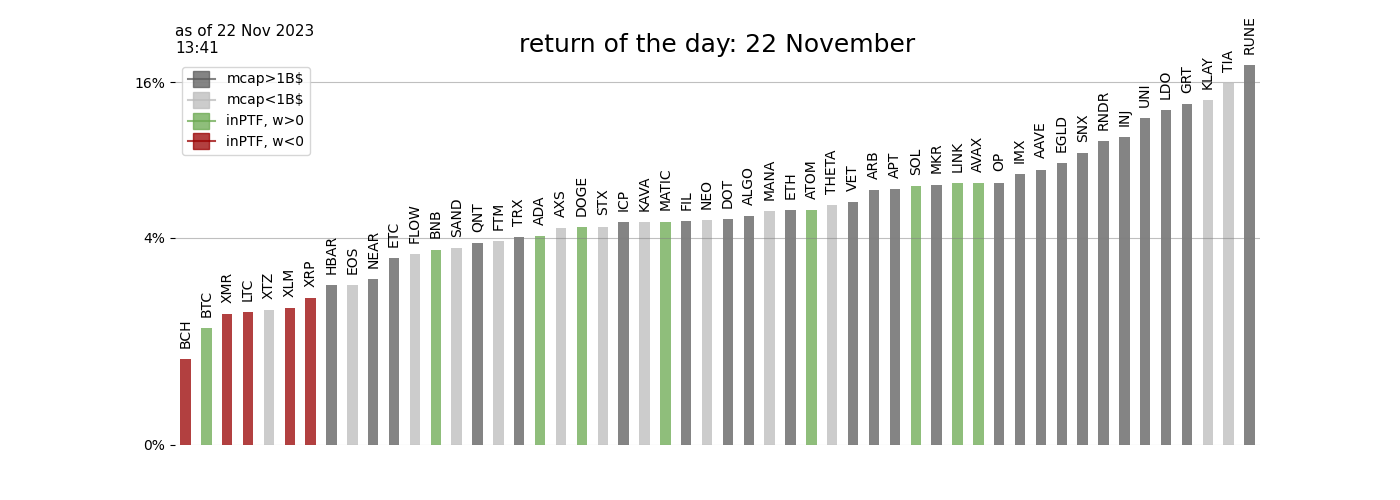 as of 22 Nov 2023
13:41
return of the day: 22 November
mcap>1B$
mcap<1B$
inPTF, w>0
inPTF, w<0
16%
4%
0%
BCH
BTC
XMR
LTC
XTZ
XLM
XRP
HBAR
EOS
NEAR
ETC
FLOW
BNB
SAND
QNT
FTM
TRX
ADA
AXS
DOGE
STX
ICP
KAVA
MATIC
FIL
NEO
DOT
ALGO
MANA
ETH
ATOM
THETA
VET
ARB
APT
SOL
MKR
LINK
AVAX
OP
IMX
AAVE
EGLD
SNX
RNDR
INJ
UNI
LDO
GRT
KLAY
TIA
RUNE